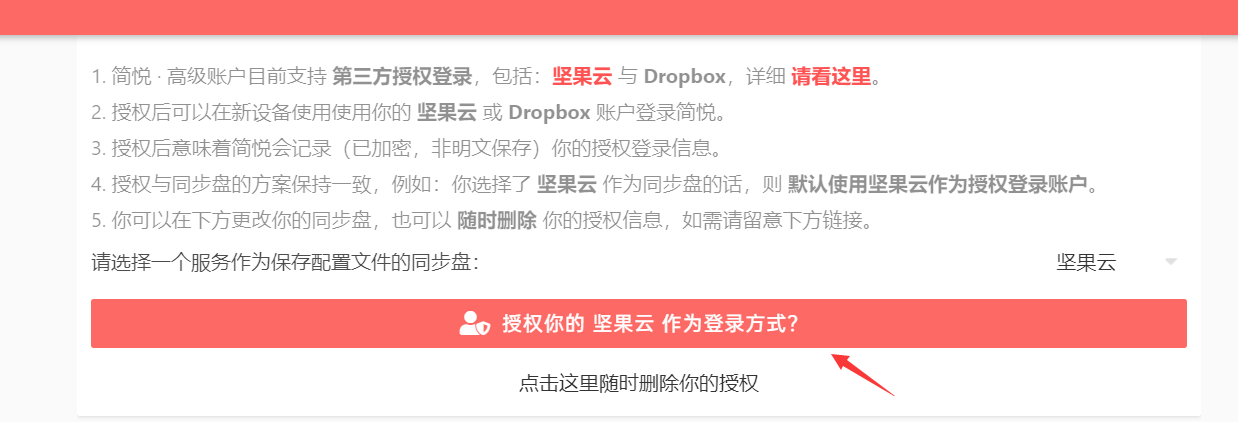 1. 简悦 · 高级账户目前支持 第三方授权登录，包括：坚果云 与 Dropbox，详细 请看这里。
2. 授权后可以在新设备使用使用你的 坚果云 或 Dropbox 账户登录简悦。
3. 授权后意味着简悦会记录（已加密，非明文保存）你的授权登录信息。
4. 授权与同步盘的方案保持一致，例如：你选择了 坚果云 作为同步盘的话，则 默认使用坚果云作为授权登录账户。
5. 你可以在下方更改你的同步盘，也可以 随时删除 你的授权信息，如需请留意下方链接。
请选择一个服务作为保存配置文件的同步盘： 坚果云
授权你的 坚果云 作为登录方式？
点击这里随时删除你的授权